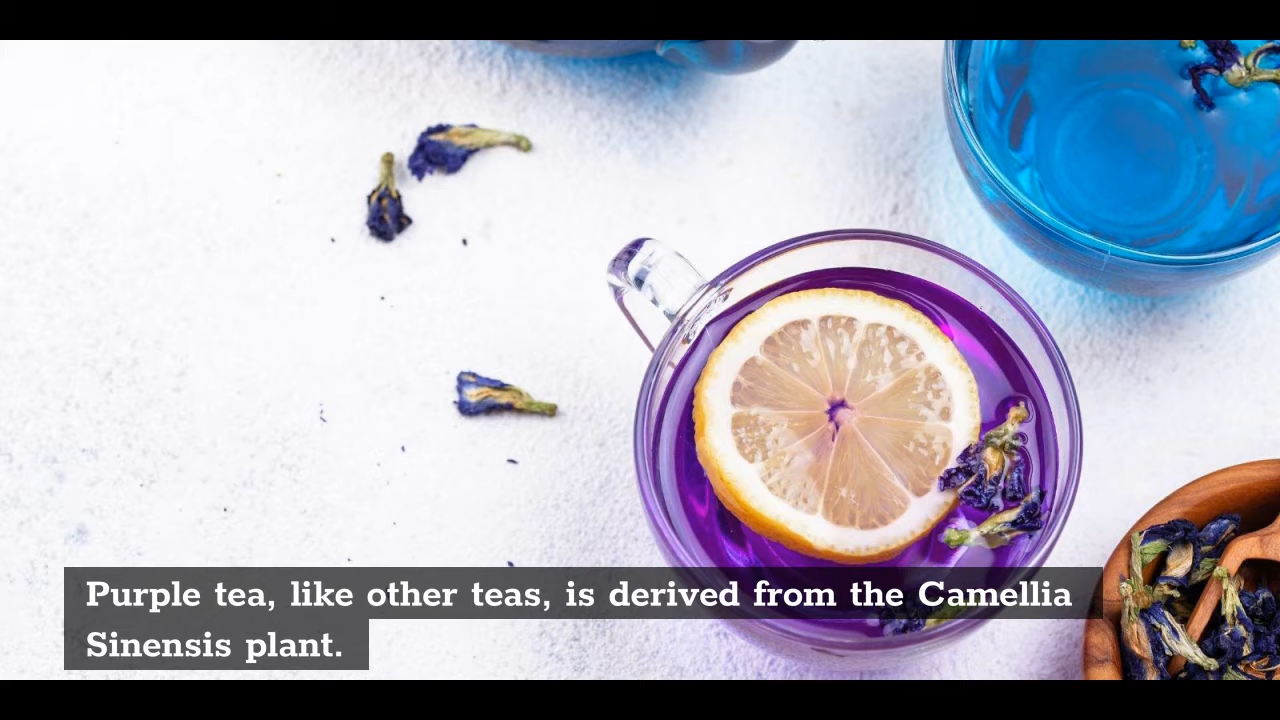 Purple tea, like other teas, is derived from the Camellia
Sinensis plant.